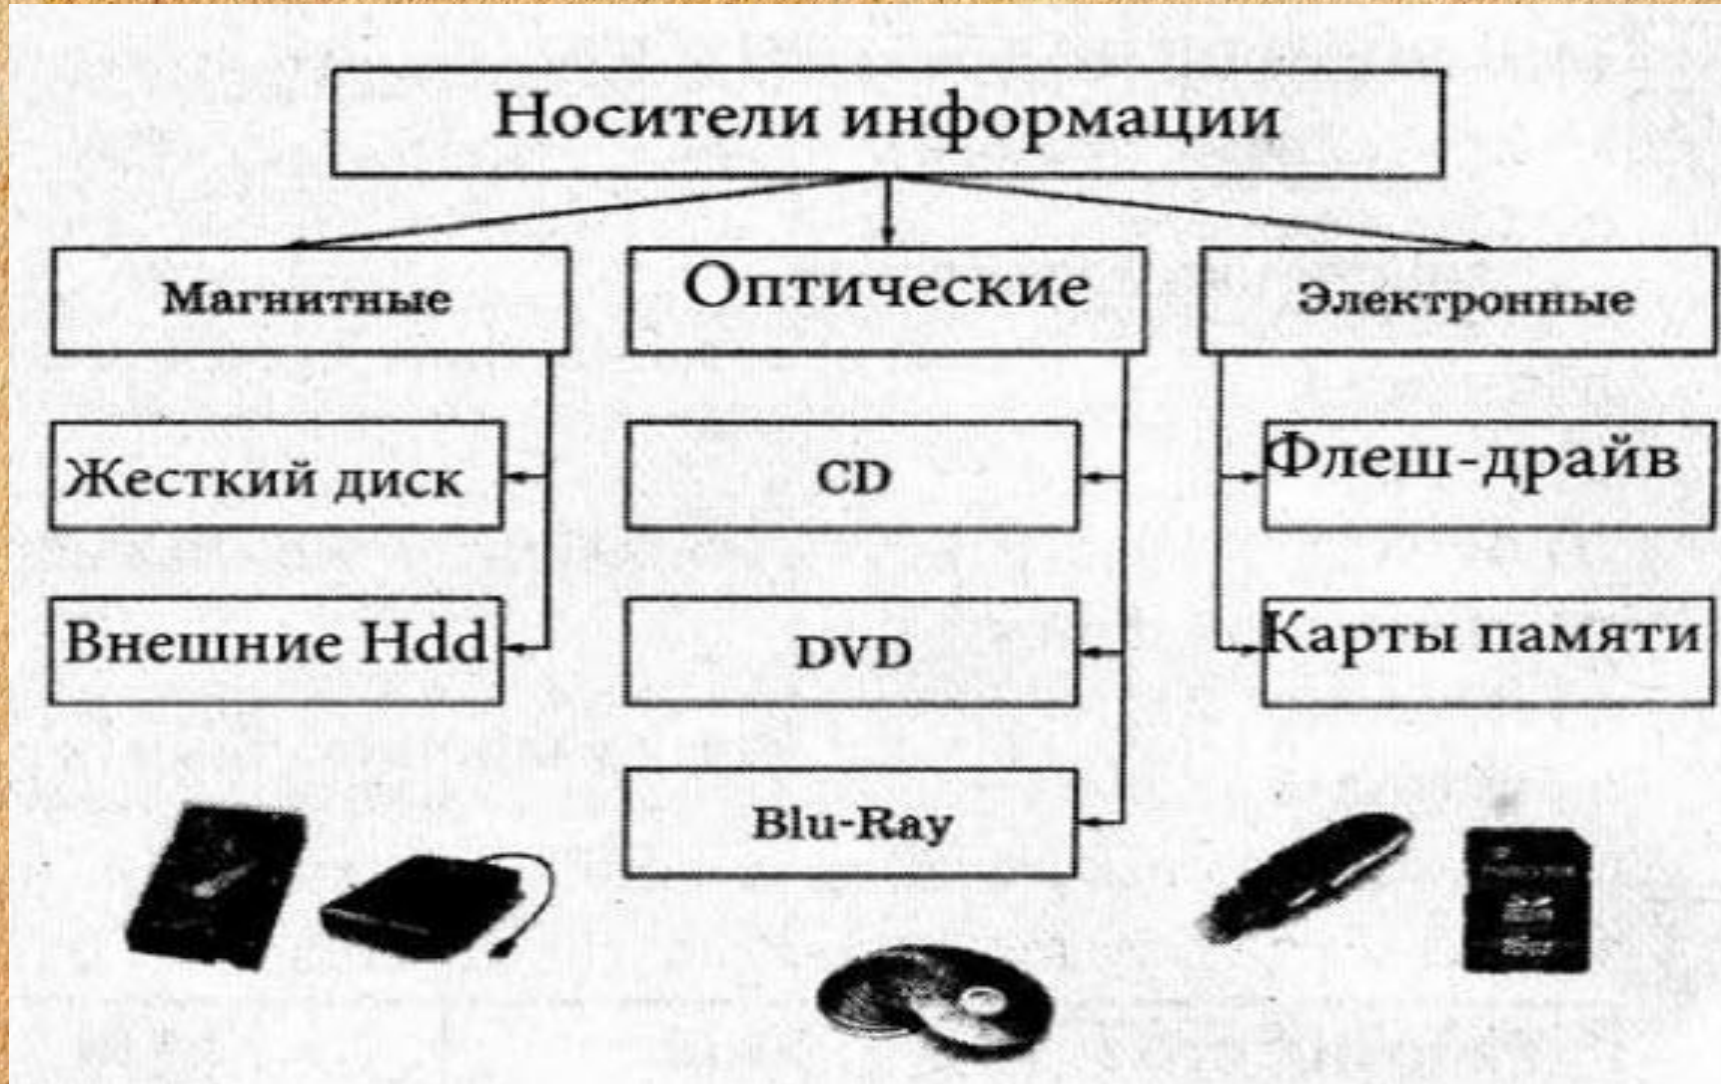 Носители информации
Магнитные
Оптические
Электронные
Жесткий диск
CD
Флеш-драйв
Внешние Hdd
DVD
Карты памяти
Blu-Ray